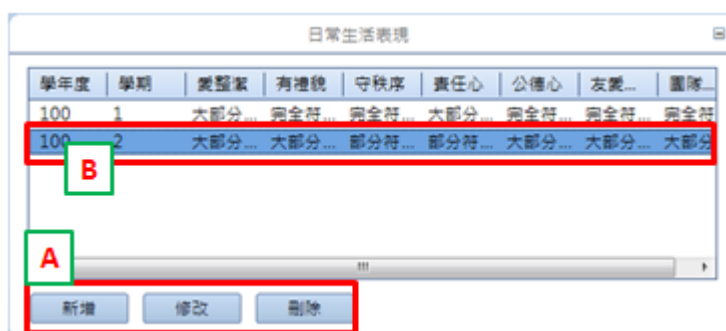 日常生活表現
學年度 學期 愛整潔 有禮貌 守秩序 責任心 公德心 友愛... 團隊...
100 1 大部分... 完全符... 完全符... 大部分... 完全符... 完全符... 完全符
100 2 大部分... 大部分... 部分符... 部分符... 大部分... 大部分... 大部分
B
A
新增 修改 刪除